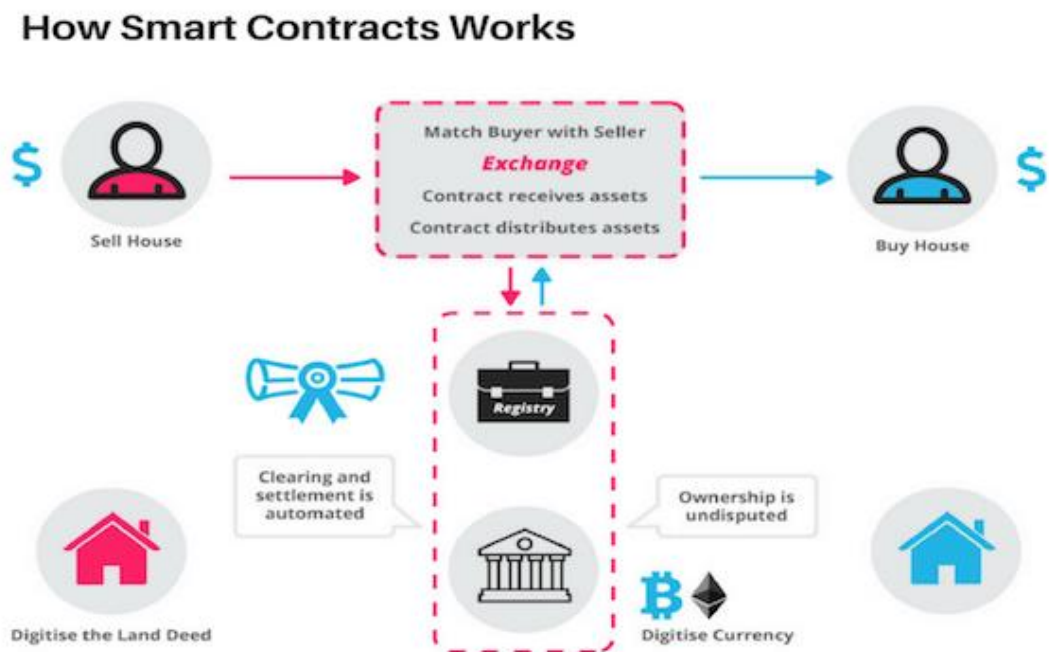 How Smart Contracts Works
Match Buyer with Seller
Exchange
Contract receives assets
Contract distributes assets
$
$
Sell House
Buy House
Registry
Clearing and
settlement is
automated
Ownership is
undisputed
Digitise the Land Deed
Digitise Currency